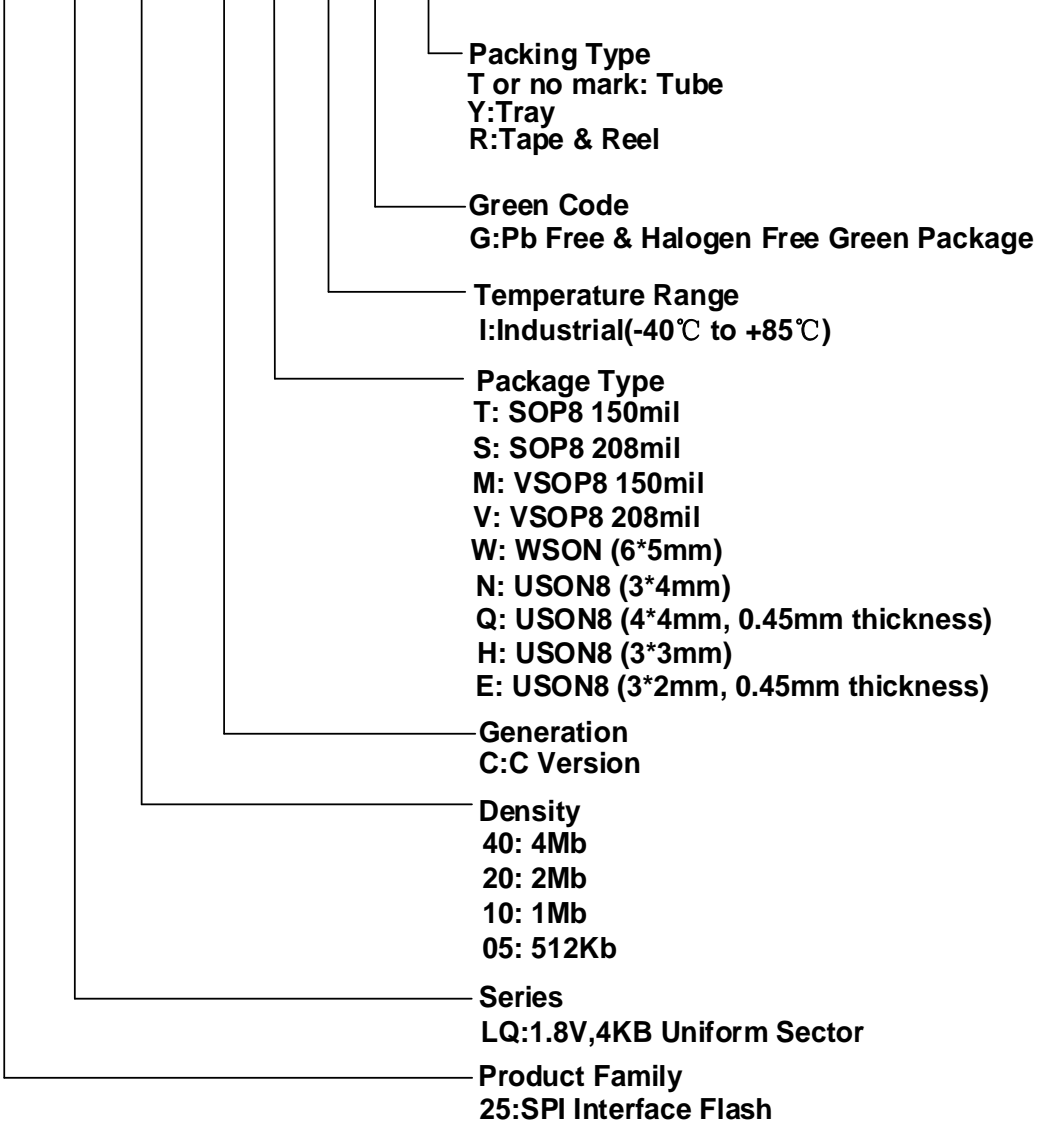 Packing Type
T or no mark: Tube
Y:Tray
R:Tape & Reel
Green Code
G:Pb Free & Halogen Free Green Package
Temperature Range
I:Industrial(-40℃ to +85℃)
Package Type
T: SOP8 150mil
S: SOP8 208mil
M: VSOP8 150mil
V: VSOP8 208mil
W: WSON (6*5mm)
N: USON8 (3*4mm)
Q: USON8 (4*4mm, 0.45mm thickness)
H: USON8 (3*3mm)
E: USON8 (3*2mm, 0.45mm thickness)
Generation
C:C Version
Density
40: 4Mb
20: 2Mb
10: 1Mb
05: 512Kb
Series
LQ:1.8V,4KB Uniform Sector
Product Family
25:SPI Interface Flash